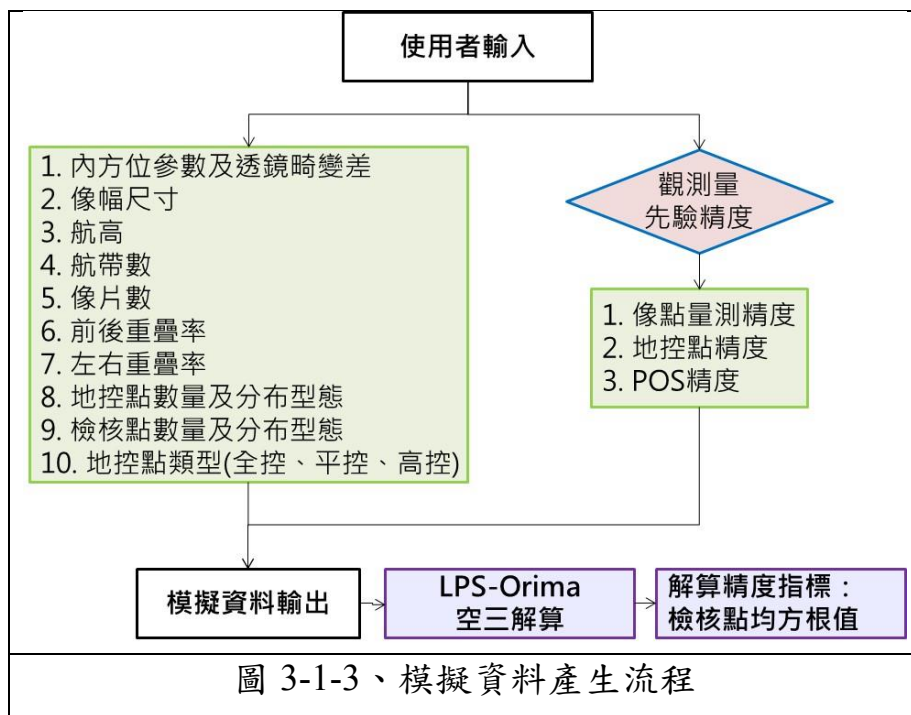 使用者輸入
1. 內方位參數及透鏡畸變差
2. 像幅尺寸
3. 航高
4. 航帶數
5. 像片數
6. 前後重疊率
7. 左右重疊率
8. 地控點數量及分布型態
9. 檢核點數量及分布型態
10. 地控點類型(全控、平控、高控)
觀測量
先驗精度
1. 像點量測精度
2. 地控點精度
3. POS精度
模擬資料輸出
LPS-Orima
空三解算
解算精度指標：
檢核點均方根值
圖 3-1-3、模擬資料產生流程